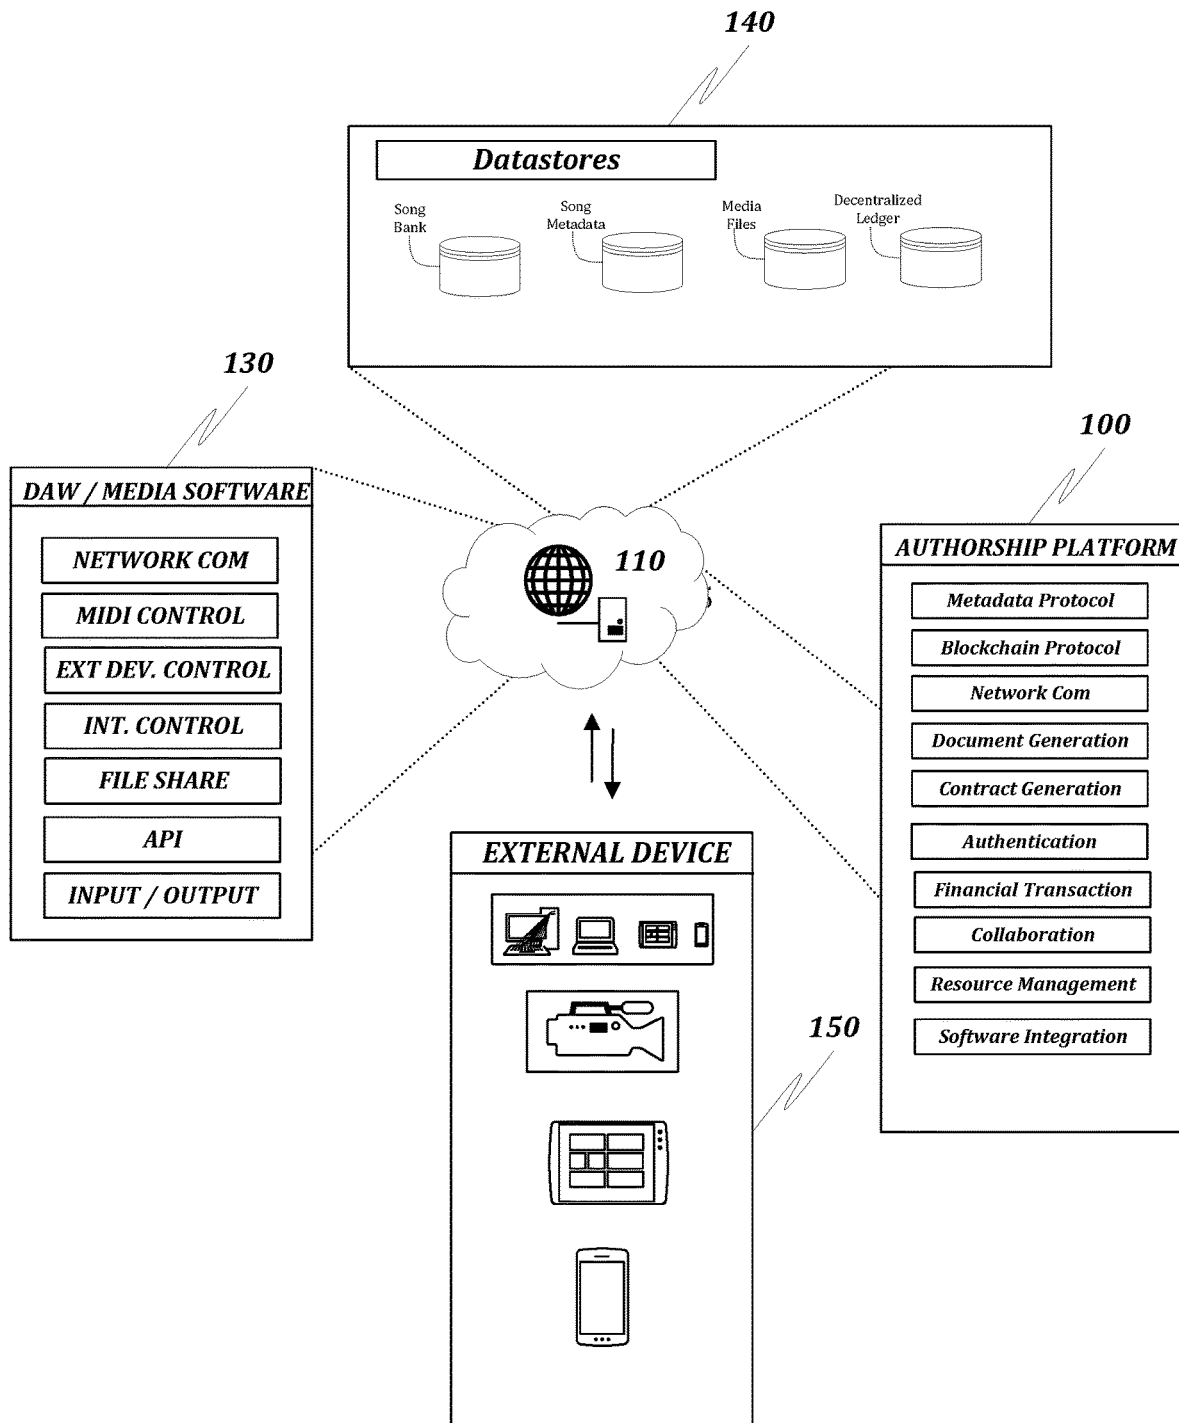 140
Datastores
Song
Bank
Song
Metadata
Media
Files
Decentralized
Ledger
130
DAW / MEDIA SOFTWARE
NETWORK COM
MIDI CONTROL
EXT DEV. CONTROL
INT. CONTROL
FILE SHARE
API
INPUT / OUTPUT
110
100
AUTHORSHIP PLATFORM
Metadata Protocol
Blockchain Protocol
Network Com
Document Generation
Contract Generation
Authentication
Financial Transaction
Collaboration
Resource Management
Software Integration
EXTERNAL DEVICE
150